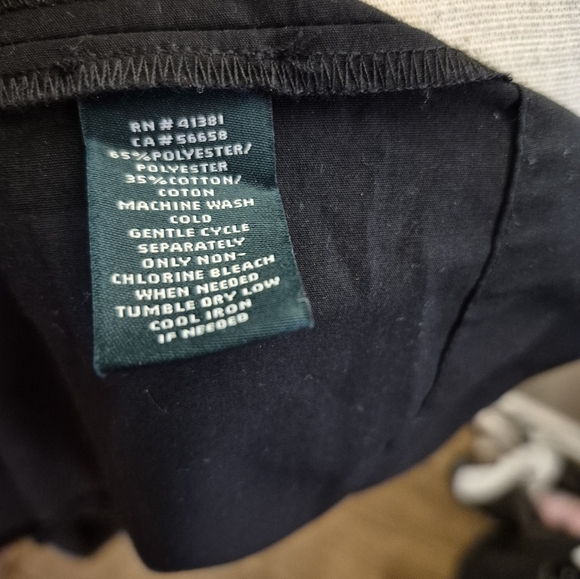 RN # 41381
CA # 56658
65% POLYESTER/
POLYESTER
35% COTTON/
COTON
MACHINE WASH
COLD
GENTLE CYCLE
SEPARATELY
ONLY NON-
CHLORINE BLEACH
WHEN NEEDED
TUMBLE DRY LOW
COOL IRON
IF NEEDED